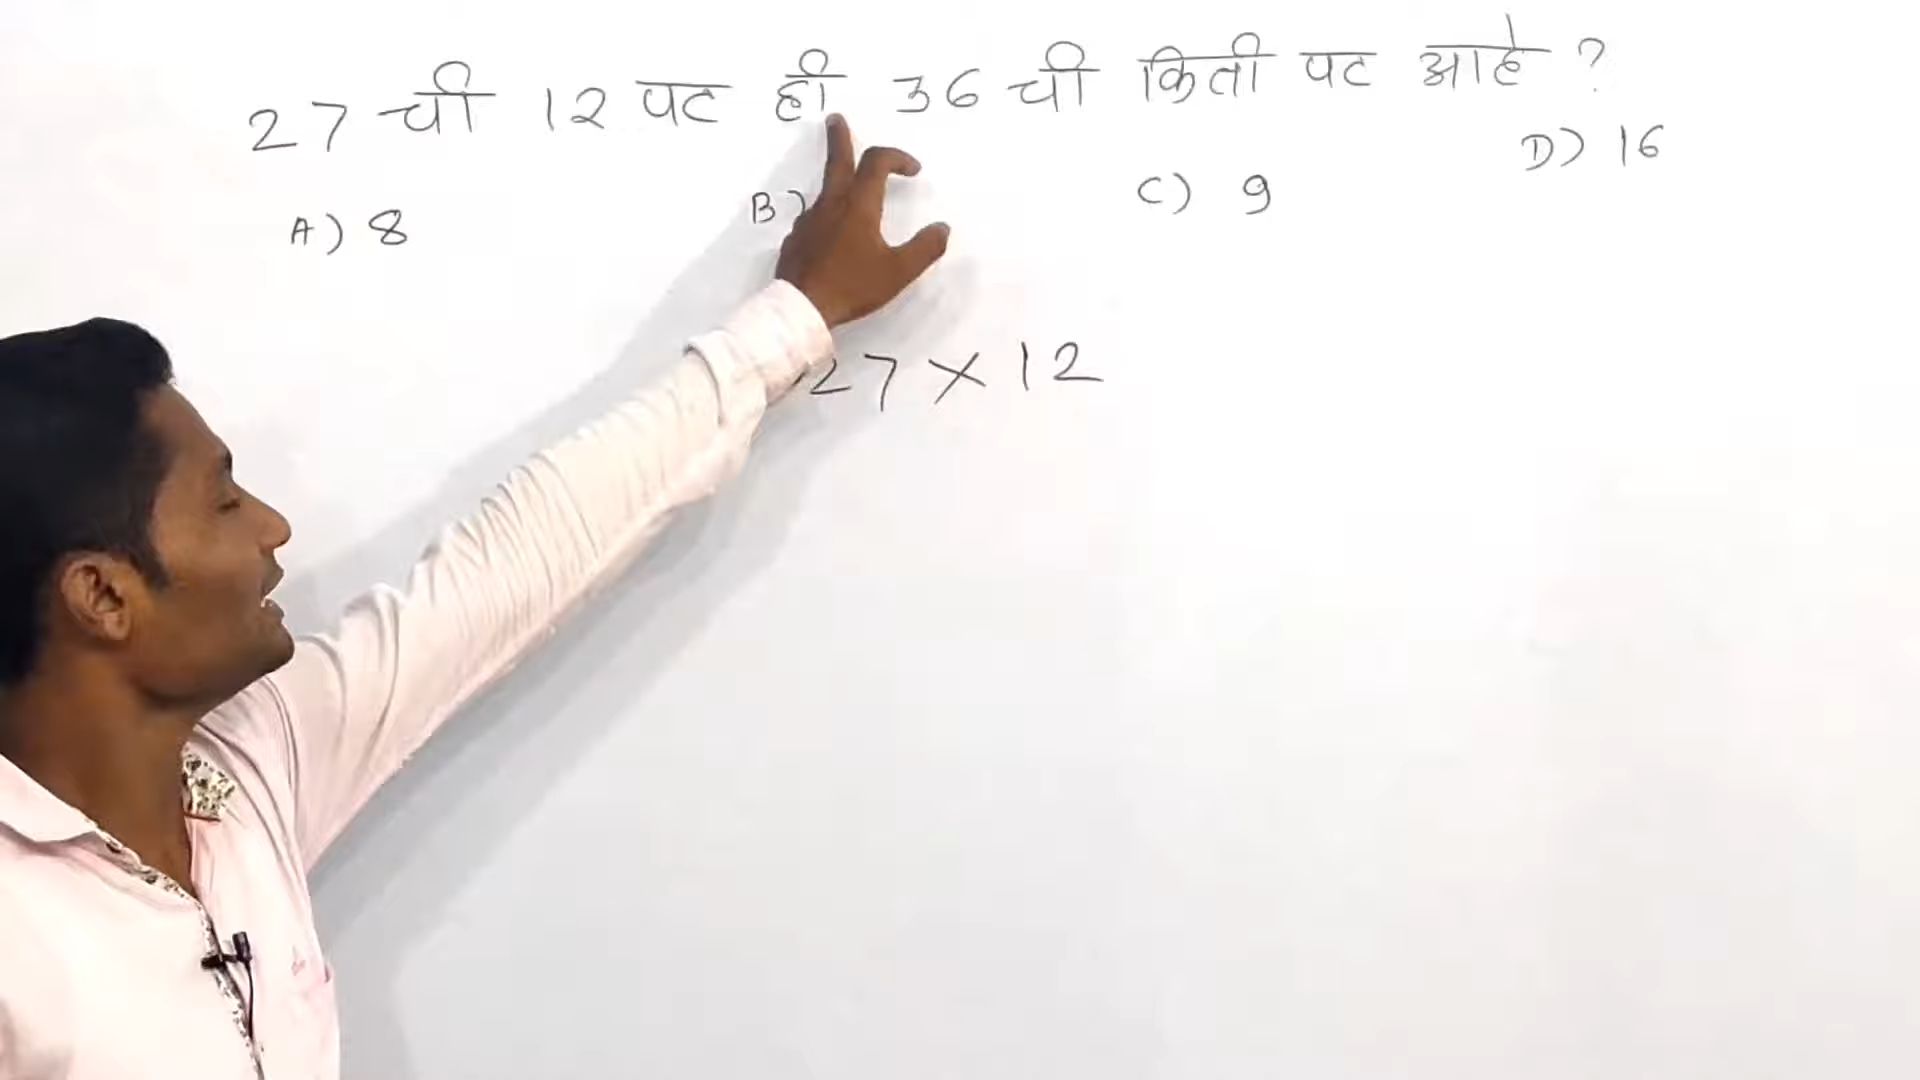 27 ची 12 पट ही 36 ची किती पट आहे ?
A) 8 B) C) 9 D) 16
27 × 12